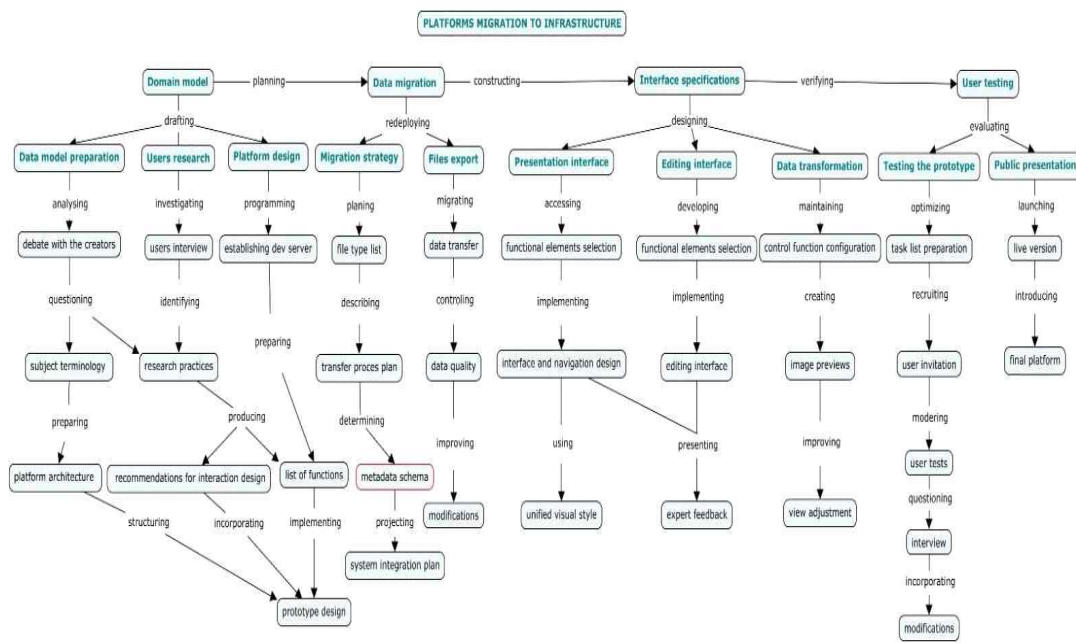 PLATFORMS MIGRATION TO INFRASTRUCTURE
Domain model planning Data migration constructing Interface specifications verifying User testing
drafting redeploying designing evaluating
Data model preparation Users research Platform design Migration strategy Files export Presentation interface Editing interface Data transformation Testing the prototype Public presentation
analysing investigating programming planing migrating accessing developing maintaining optimizing launching
debate with the creators users interview establishing dev server file type list data transfer functional elements selection functional elements selection control function configuration task list preparation live version
questioning identifying describing controling implementing implementing creating recruiting introducing
preparing
subject terminology research practices transfer proces plan data quality interface and navigation design editing interface image previews user invitation final platform
preparing producing determining improving using presenting improving modering
platform architecture recommendations for interaction design list of functions metadata schema user tests
structuring incorporating implementing projecting modifications unified visual style expert feedback view adjustment questioning
system integration plan interview
incorporating
prototype design modifications